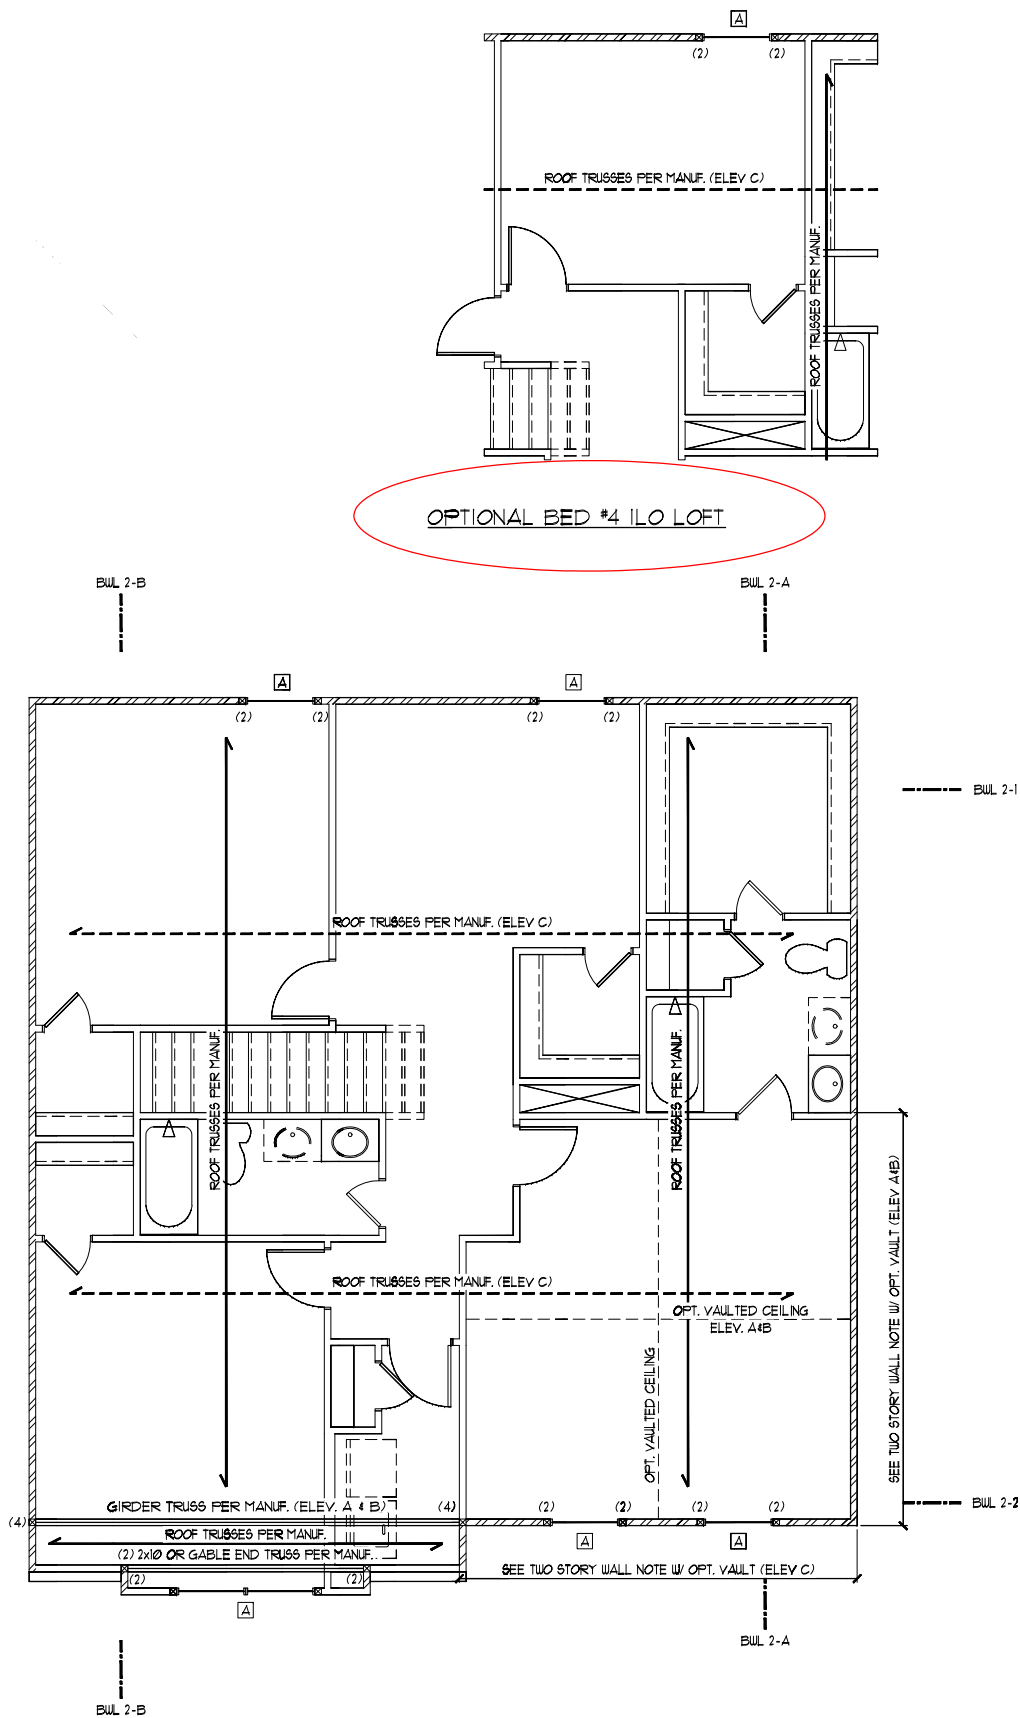 A
(2) (2)
ROOF TRUSSES PER MANUF. (ELEV C)
ROOF TRUSSES PER MANUF.
OPTIONAL BED #4 ILO LOFT
BWL 2-B
BWL 2-A
A
A
(2) (2) (2) (2)
BWL 2-1
ROOF TRUSSES PER MANUF. (ELEV C)
ROOF TRUSSES PER MANUF.
ROOF TRUSSES PER MANUF.
SEE TWO STORY WALL NOTE W/ OPT. VAULT (ELEV A&B)
ROOF TRUSSES PER MANUF. (ELEV C)
OPT. VAULTED CEILING
ELEV. A&B
OPT. VAULTED CEILING
GIRDER TRUSS PER MANUF. (ELEV. A & B)
(4)
(2) (2) (2) (2)
BWL 2-2
(4)
ROOF TRUSSES PER MANUF.
A
A
(2) 2x10 OR GABLE END TRUSS PER MANUF.
SEE TWO STORY WALL NOTE W/ OPT. VAULT (ELEV C)
(2) (2)
A
BWL 2-A
BWL 2-B